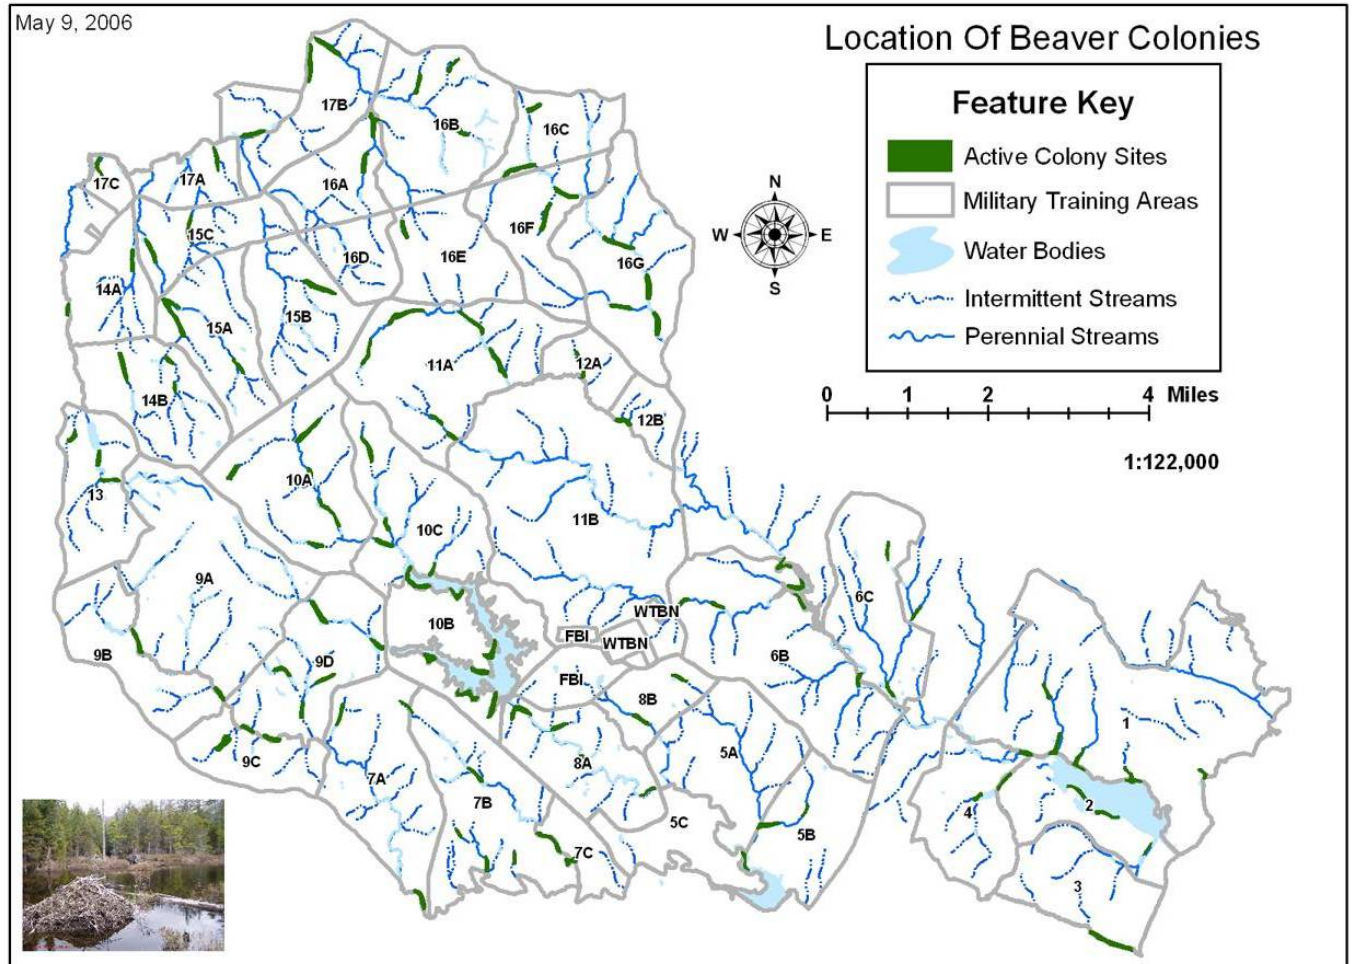 May 9, 2006
Location Of Beaver Colonies
Feature Key
Active Colony Sites
Military Training Areas
Water Bodies
Intermittent Streams
Perennial Streams
N
W E
S
0 1 2 4 Miles
1:122,000
17B
16B
16C
17C
17A
16A
15C
16F
16D
16E
16G
14A
15A
15B
11A
12A
14B
12B
13
10A
10C
11B
9A
6C
10B
WTBN
FBI
WTBN
9B
9D
FBI
6B
8B
1
5A
9C
7A
8A
7B
2
4
5C
5B
7C
3